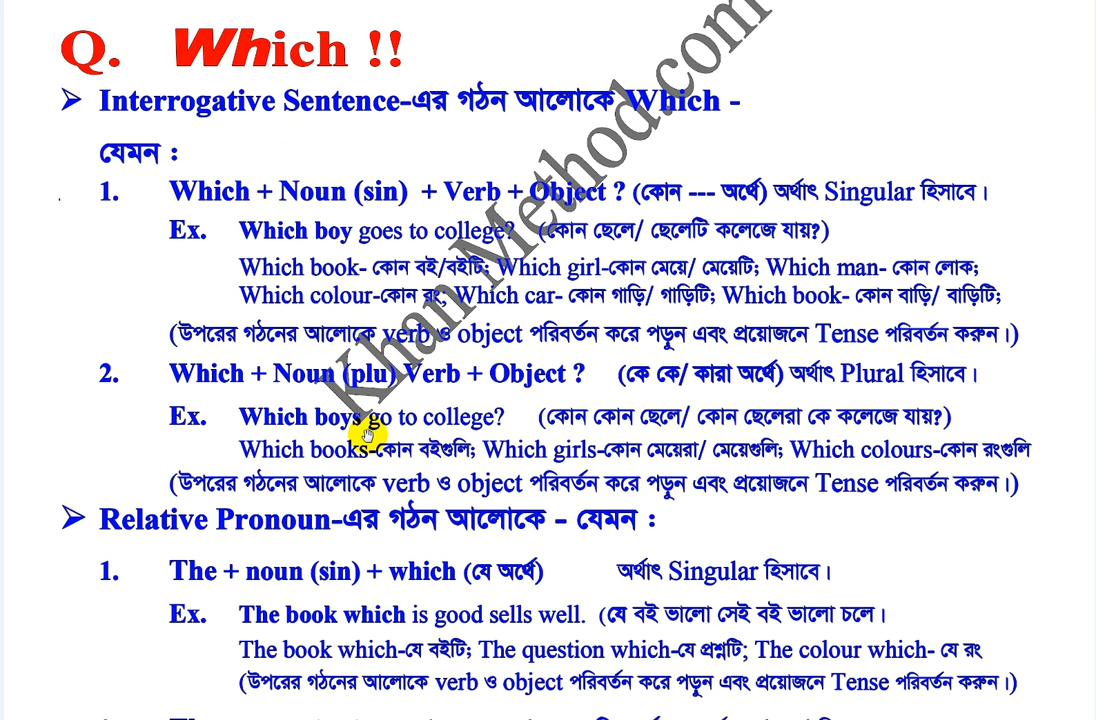 Q. Which !!
➢ Interrogative Sentence-এর গঠন আলোকে Which -
যেমন :
1. Which + Noun (sin) + Verb + Object ? (কোন --- অর্থে) অর্থাৎ Singular হিসাবে।
Ex. Which boy goes to college? (কোন ছেলে/ ছেলেটি কলেজে যায়?)
Which book- কোন বই/বইটি; Which girl-কোন মেয়ে/ মেয়েটি; Which man- কোন লোক;
Which colour-কোন রং; Which car- কোন গাড়ি/ গাড়িটি; Which book- কোন বাড়ি/ বাড়িটি;
(উপরের গঠনের আলোকে verb ও object পরিবর্তন করে পড়ুন এবং প্রয়োজনে Tense পরিবর্তন করুন।)
2. Which + Noun (plu) Verb + Object ? (কে কে/ কারা অর্থে) অর্থাৎ Plural হিসাবে।
Ex. Which boys go to college? (কোন কোন ছেলে/ কোন ছেলেরা কে কলেজে যায়?)
Which books-কোন বইগুলি; Which girls-কোন মেয়েরা/ মেয়েগুলি; Which colours-কোন রংগুলি
(উপরের গঠনের আলোকে verb ও object পরিবর্তন করে পড়ুন এবং প্রয়োজনে Tense পরিবর্তন করুন।)
➢ Relative Pronoun-এর গঠন আলোকে – যেমন :
1. The + noun (sin) + which (যে অর্থে) অর্থাৎ Singular হিসাবে।
Ex. The book which is good sells well. (যে বই ভালো সেই বই ভালো চলে।
The book which-যে বইটি; The question which-যে প্রশ্নটি; The colour which- যে রং
(উপরের গঠনের আলোকে verb ও object পরিবর্তন করে পড়ুন এবং প্রয়োজনে Tense পরিবর্তন করুন।)
Khan Method.com